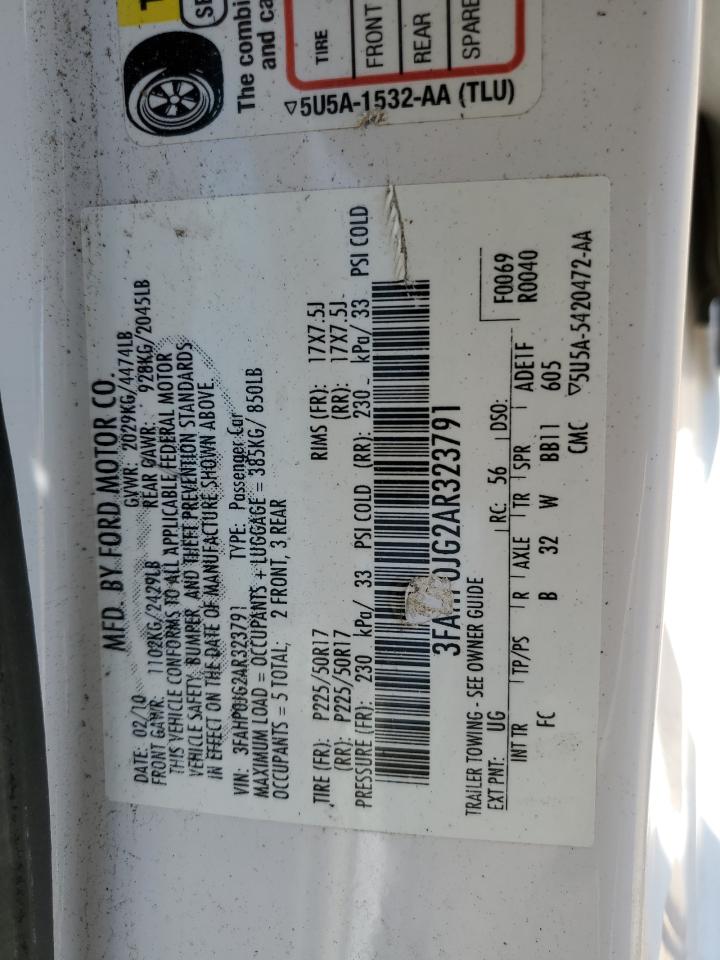 The combi
and ca
TIRE
FRONT
REAR
SPARE
▽5U5A-1532-AA (TLU)
MFD. BY FORD MOTOR CO.
DATE: 02/10 GVWR: 2029KG/4474LB
FRONT GAWR: 1102KG/2429LB REAR GAWR: 928KG/2045LB
THIS VEHICLE CONFORMS TO ALL APPLICABLE FEDERAL MOTOR
VEHICLE SAFETY, BUMPER, AND THEFT PREVENTION STANDARDS
IN EFFECT ON THE DATE OF MANUFACTURE SHOWN ABOVE.
VIN: 3FAHP0JG2AR323791 TYPE: Passenger Car
MAXIMUM LOAD = OCCUPANTS + LUGGAGE = 385KG/ 850LB
OCCUPANTS = 5 TOTAL; 2 FRONT, 3 REAR
TIRE (FR): P225/50R17 RIMS (FR): 17X7.5J
(RR): P225/50R17 (RR): 17X7.5J
PRESSURE (FR): 230 kPa/ 33 PSI COLD (RR): 230 kPa/ 33 PSI COLD
3FAHP0JG2AR323791
TRAILER TOWING - SEE OWNER GUIDE
EXT PNT: UG RC: 56 DSO: F0069
R0040
INT TR TP/PS R AXLE TR SPR ADE1F
FC B 32 W BB11 605
CMC ▽5U5A-5420472-AA